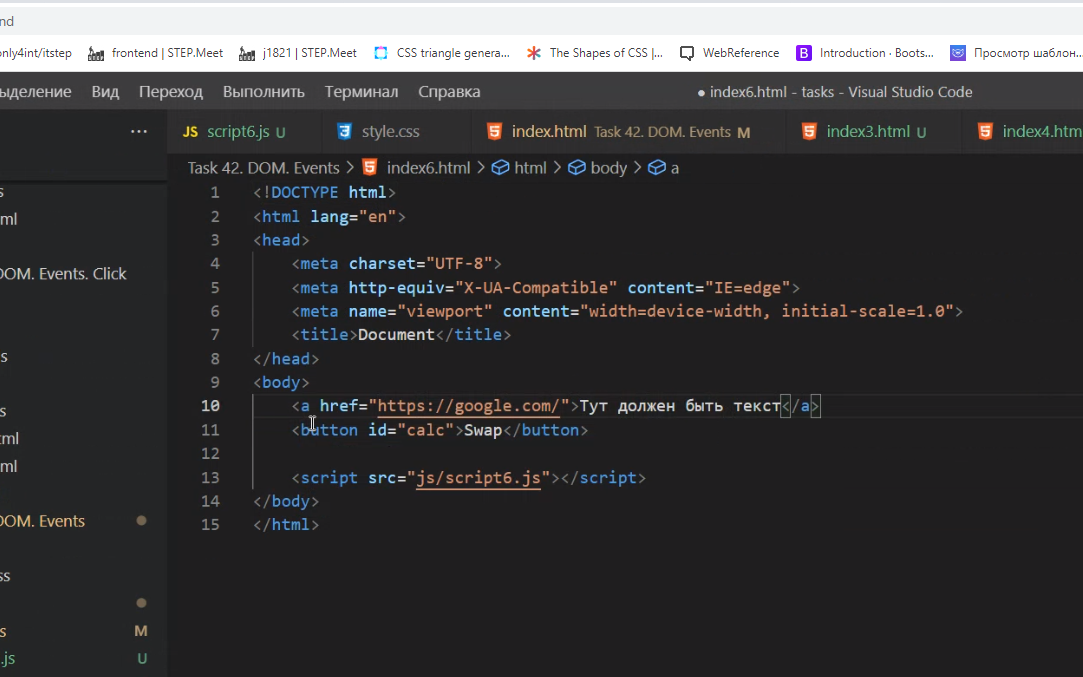 nd
only4int/itstep frontend | STEP.Meet j1821 | STEP.Meet CSS triangle genera... The Shapes of CSS |... WebReference Introduction · Boots... Просмотр шаблон...
ыделение Вид Переход Выполнить Терминал Справка ● index6.html - tasks - Visual Studio Code
... JS script6.js U style.css index.html Task 42. DOM. Events M index3.html U index4.htm
Task 42. DOM. Events > index6.html > html > body > a
1 <!DOCTYPE html>
2 <html lang="en">
3 <head>
4 <meta charset="UTF-8">
5 <meta http-equiv="X-UA-Compatible" content="IE=edge">
6 <meta name="viewport" content="width=device-width, initial-scale=1.0">
7 <title>Document</title>
8 </head>
9 <body>
10 <a href="https://google.com/">Тут должен быть текст</a>
11 <button id="calc">Swap</button>
12
13 <script src="js/script6.js"></script>
14 </body>
15 </html>
s
ml
DOM. Events. Click
s
s
ml
ml
DOM. Events
ss
s M
.js U